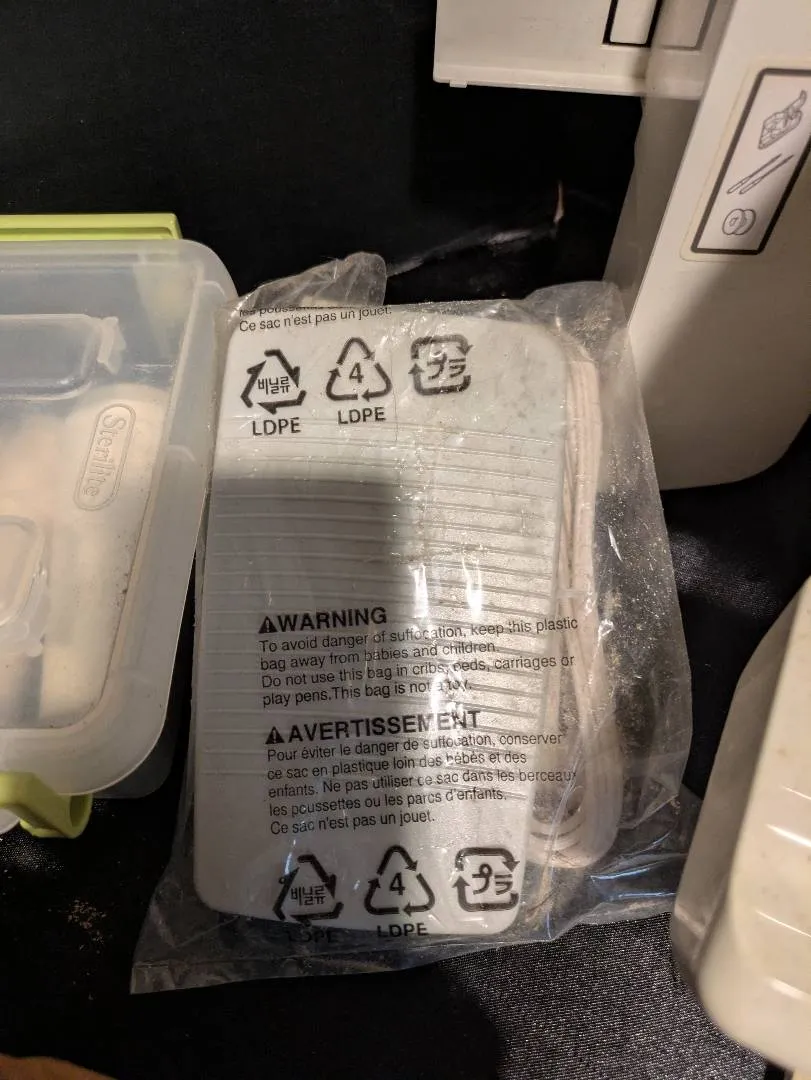 Ce sac n'est pas un jouet.
비닐류
4
プラ
LDPE
LDPE
Sterilite
WARNING
To avoid danger of suffocation, keep this plastic
bag away from babies and children.
Do not use this bag in cribs, beds, carriages or
play pens.This bag is not a toy.
AVERTISSEMENT
Pour éviter le danger de suffocation, conserver
ce sac en plastique loin des bébés et des
enfants. Ne pas utiliser ce sac dans les berceaux
les poussettes ou les parcs d'enfants.
Ce sac n'est pas un jouet.
비닐류
4
プラ
LDPE
LDPE